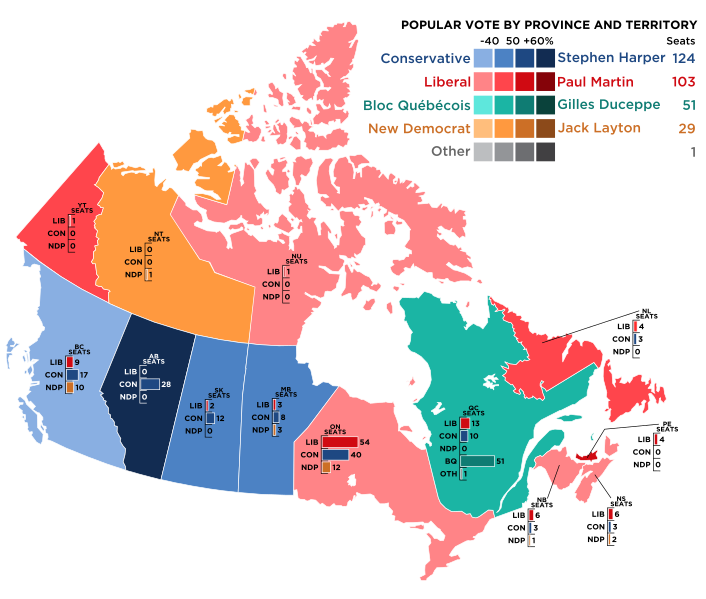 POPULAR VOTE BY PROVINCE AND TERRITORY
-40 50 +60% Seats
Conservative Stephen Harper 124
Liberal Paul Martin 103
Bloc Québécois Gilles Duceppe 51
New Democrat Jack Layton 29
Other 1
YT
SEATS
LIB 1
CON 0
NDP 0
NT
SEATS
LIB 0
CON 0
NDP 1
NU
SEATS
LIB 1
CON 0
NDP 0
NL
SEATS
LIB 4
CON 3
NDP 0
BC
SEATS
LIB 9
CON 17
NDP 10
AB
SEATS
LIB 0
CON 28
NDP 0
SK
SEATS
LIB 2
CON 12
NDP 0
MB
SEATS
LIB 3
CON 8
NDP 3
ON
SEATS
LIB 54
CON 40
NDP 12
QC
SEATS
LIB 13
CON 10
NDP 0
BQ 51
OTH 1
PE
SEATS
LIB 4
CON 0
NDP 0
NB
SEATS
LIB 6
CON 3
NDP 1
NS
SEATS
LIB 6
CON 3
NDP 2